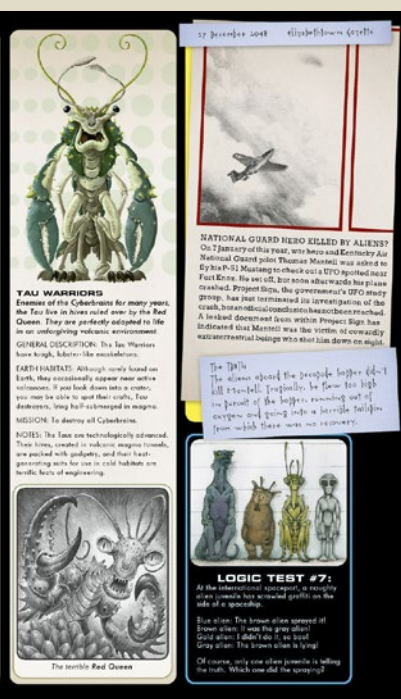 27 December 1948 Elizabethtown Gazette
TAU WARRIORS
Enemies of the Cyberbrains for many years,
the Tau live in hives ruled over by the Red
Queen. They are perfectly adapted to life
in an unforgiving volcanic environment.
GENERAL DESCRIPTION: The Tau Warriors
have tough, lobster-like exoskeletons.
EARTH HABITATS: Although rarely found on
Earth, they occasionally appear near active
volcanoes. If you look down into a crater,
you may be able to spot their crafts, Tau
destroyers, lying half-submerged in magma.
MISSION: To destroy all Cyberbrains.
NOTES: The Taus are technologically advanced.
Their hives, created in volcanic magma tunnels,
are packed with gadgetry, and their heat-
generating suits for use in cold habitats are
terrific feats of engineering.
The terrible Red Queen
NATIONAL GUARD HERO KILLED BY ALIENS?
On 7 January of this year, war hero and Kentucky Air
National Guard pilot Thomas Mantell was asked to
fly his P-51 Mustang to check out a UFO spotted near
Fort Knox. He set off, but soon afterwards his plane
crashed. Project Sign, the government's UFO study
group, has just terminated its investigation of the
crash, but an official conclusion has not been reached.
A leaked document from within Project Sign has
indicated that Mantell was the victim of cowardly
extraterrestrial beings who shot him down on sight.
The Truth
The aliens aboard the decapode hopper didn't
kill Mantell. Tragically, he flew too high
in pursuit of the hopper, running out of
oxygen and going into a horrible tailspin
from which there was no recovery.
LOGIC TEST #7:
At the international spaceport, a naughty
alien juvenile has scrawled graffiti on the
side of a spaceship.
Blue alien: The brown alien sprayed it!
Brown alien: It was the gray alien!
Gold alien: I didn't do it, so boo!
Gray alien: The brown alien is lying!
Of course, only one alien juvenile is telling
the truth. Which one did the spraying?